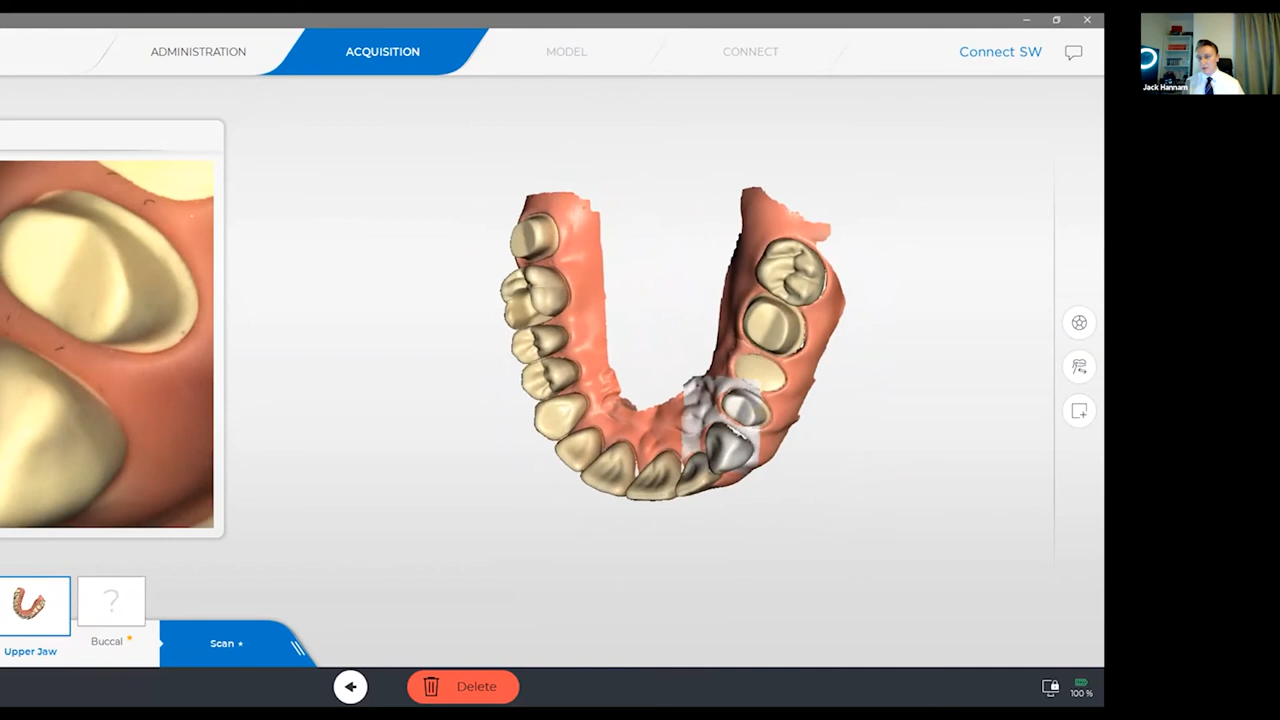 ADMINISTRATION
ACQUISITION
MODEL
CONNECT
Connect SW
Jack Hannam
?
Upper Jaw
Buccal
Scan
Delete
100 %